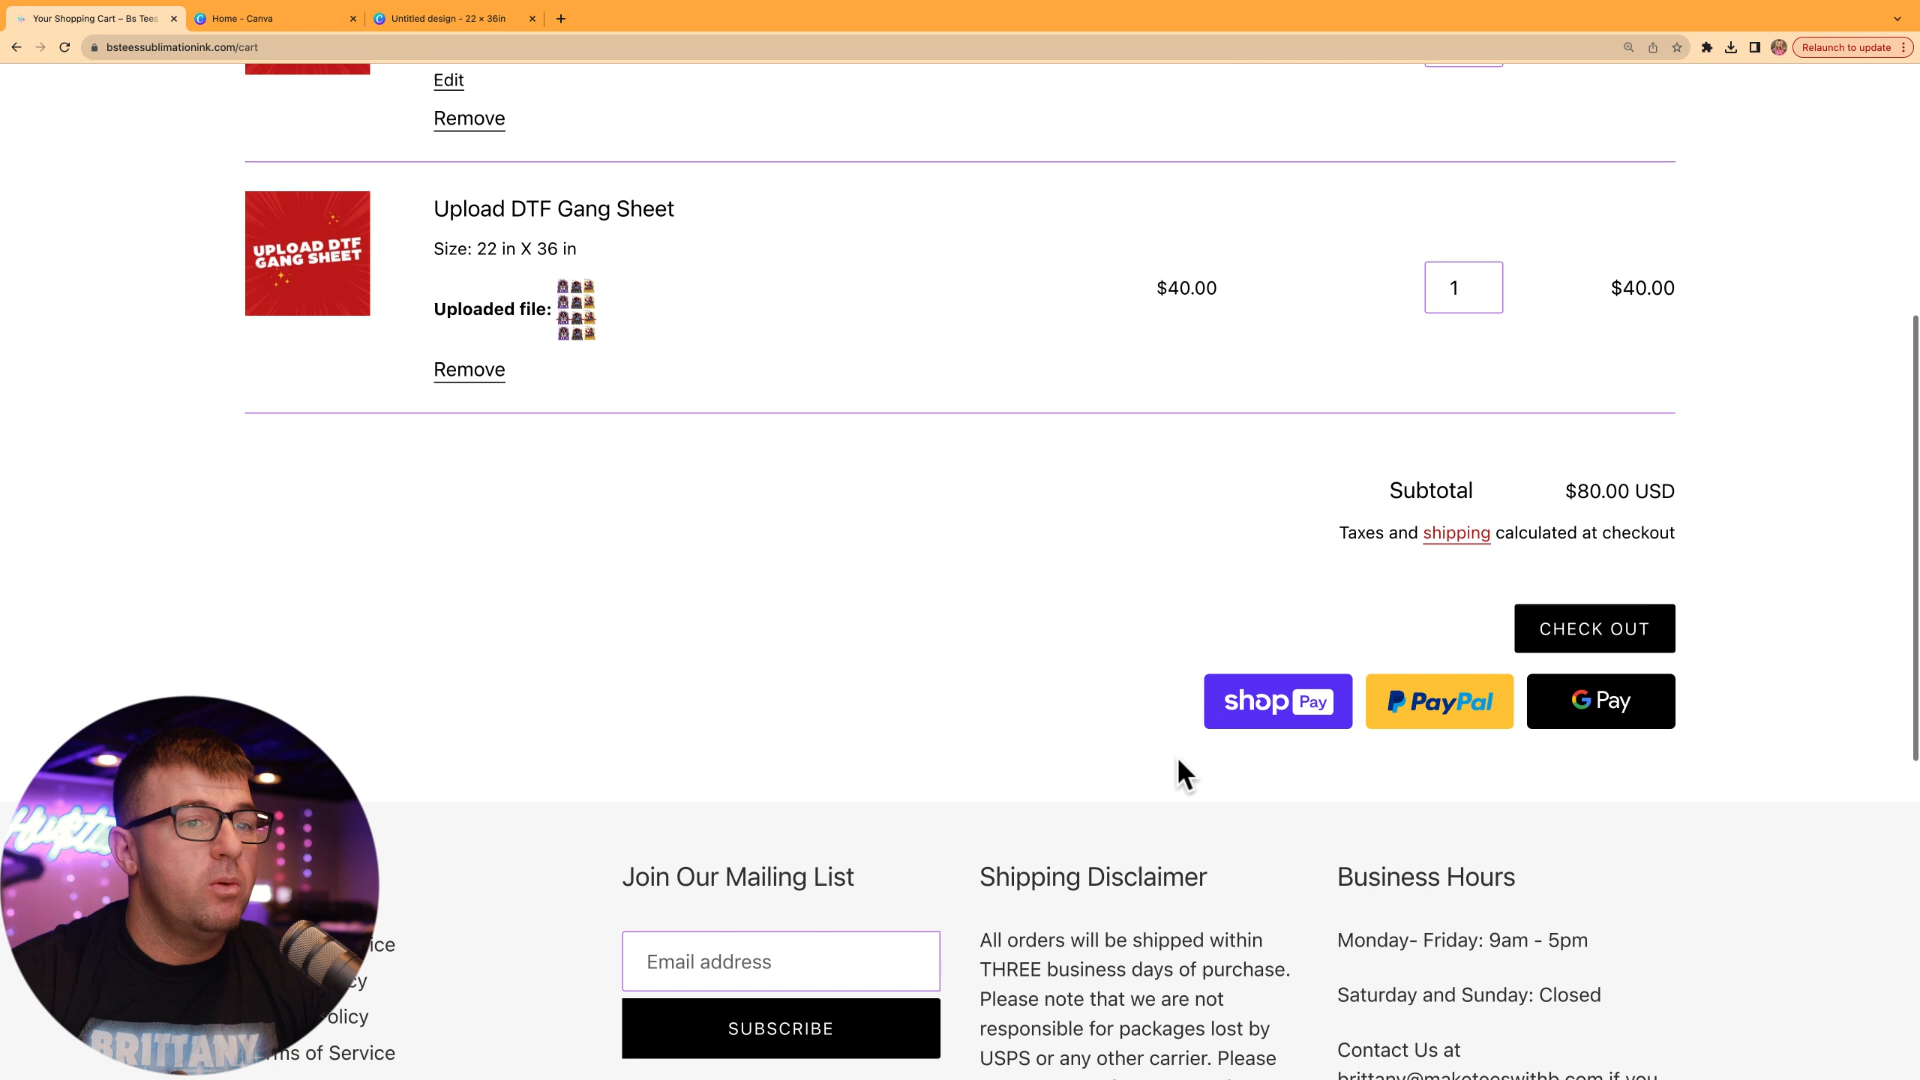 Your Shopping Cart – Bs Tees
Home - Canva
Untitled design - 22 × 36in
bsteessublimationink.com/cart
Relaunch to update
Edit
Remove
UPLOAD DTF
GANG SHEET
Upload DTF Gang Sheet
Size: 22 in X 36 in
Uploaded file:
$40.00
1
$40.00
Remove
Subtotal
$80.00 USD
Taxes and shipping calculated at checkout
CHECK OUT
shop Pay
PayPal
G Pay
ice
cy
olicy
ms of Service
BRITTANY
Join Our Mailing List
Email address
SUBSCRIBE
Shipping Disclaimer
All orders will be shipped within
THREE business days of purchase.
Please note that we are not
responsible for packages lost by
USPS or any other carrier. Please
Business Hours
Monday- Friday: 9am - 5pm
Saturday and Sunday: Closed
Contact Us at
brittany@maketeeswithb.com if you